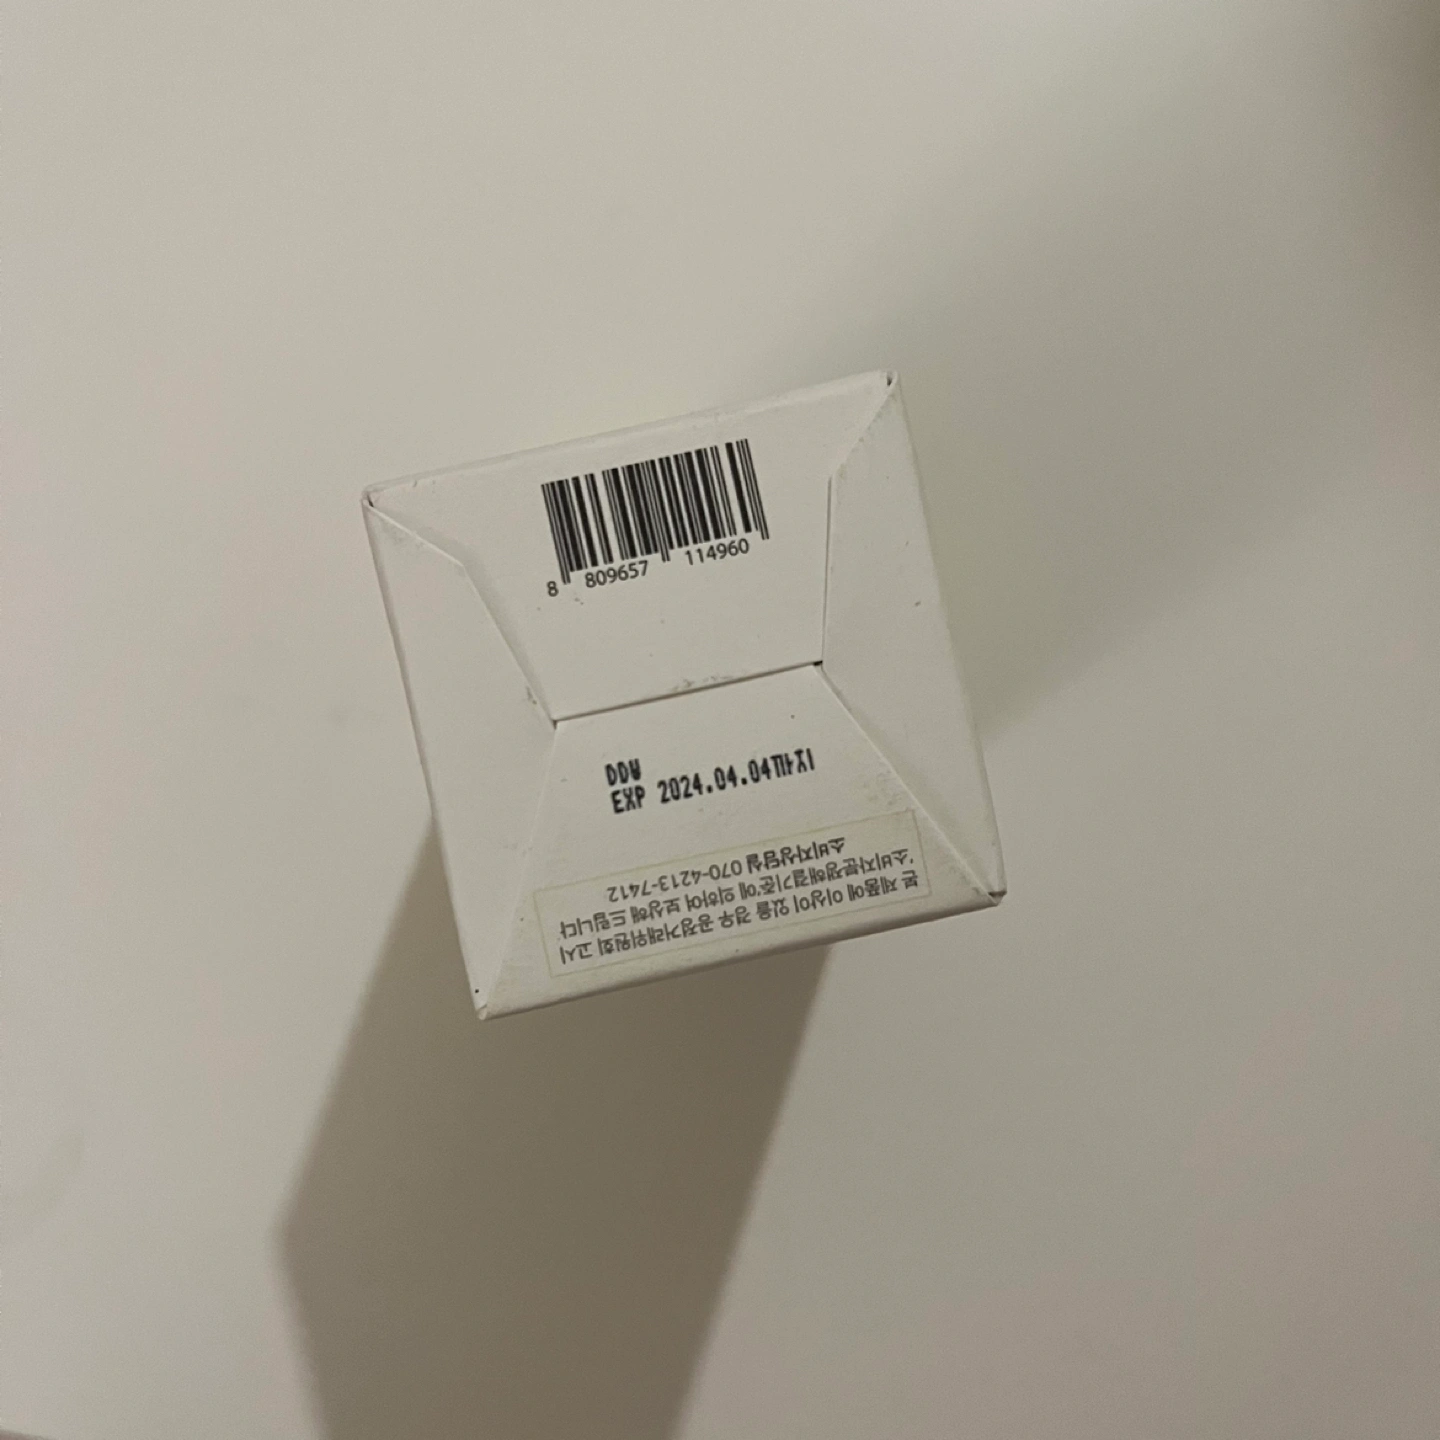 8 809657 114960
DDW
EXP 2024.04.04까지
본 제품에 이상이 있을 경우 공정거래위원회 고시
'소비자분쟁해결기준'에 의하여 보상해 드립니다
소비자상담실 070-4213-7412